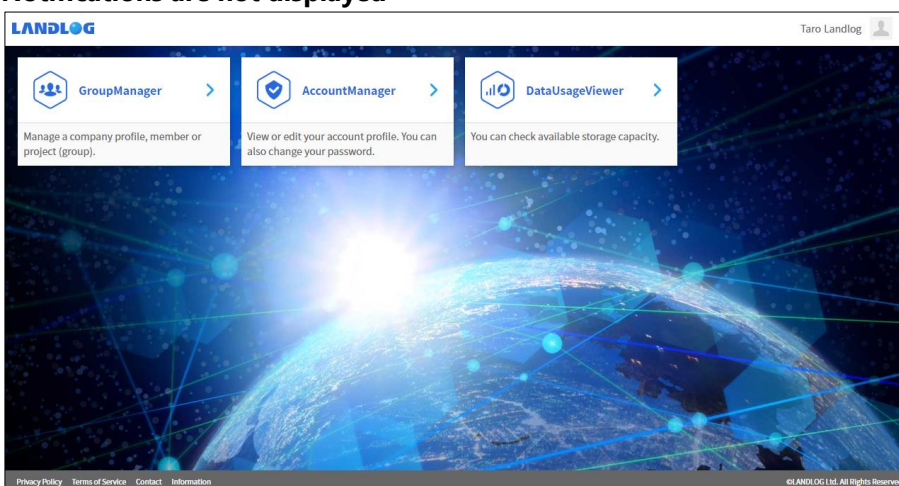 Notifications are not displayed
LANDLOG
Taro Landlog
GroupManager
Manage a company profile, member or
project (group).
AccountManager
View or edit your account profile. You can
also change your password.
DataUsageViewer
You can check available storage capacity.
Privacy Policy Terms of Service Contact Information
©LANDLOG Ltd. All Rights Reserved